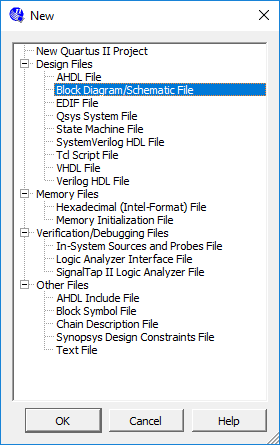 New
New Quartus II Project
Design Files
AHDL File
Block Diagram/Schematic File
EDIF File
Qsys System File
State Machine File
SystemVerilog HDL File
Tcl Script File
VHDL File
Verilog HDL File
Memory Files
Hexadecimal (Intel-Format) File
Memory Initialization File
Verification/Debugging Files
In-System Sources and Probes File
Logic Analyzer Interface File
SignalTap II Logic Analyzer File
Other Files
AHDL Include File
Block Symbol File
Chain Description File
Synopsys Design Constraints File
Text File
OK Cancel Help